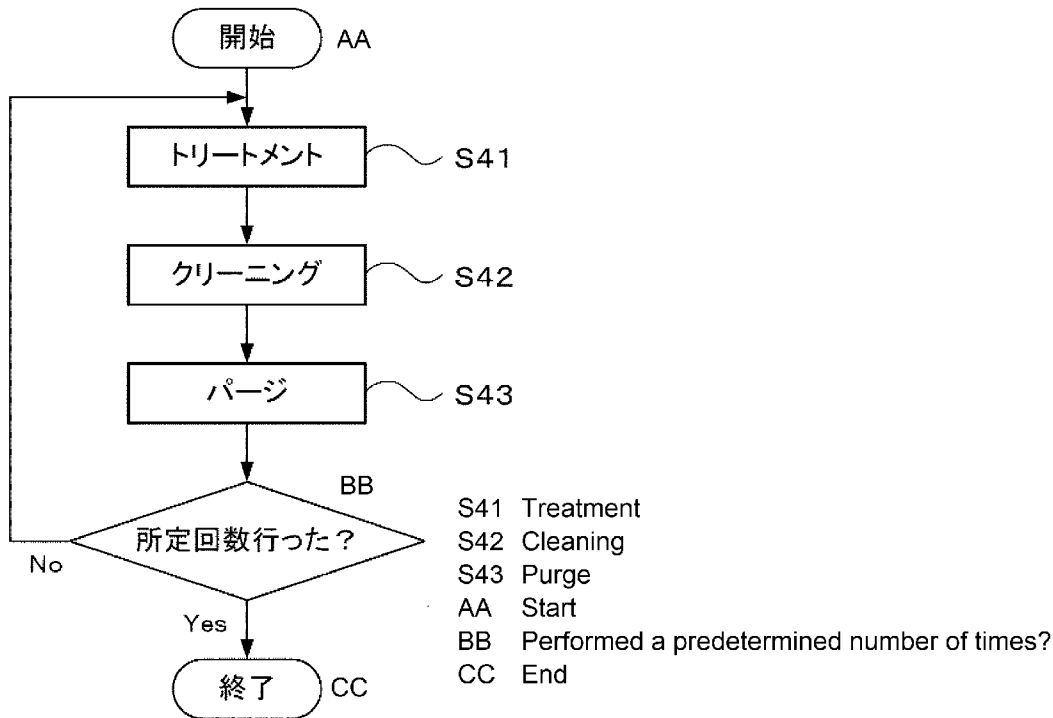 開始 AA
トリートメント S41
クリーニング S42
パージ S43
BB
所定回数行った？
No
Yes
終了 CC
S41 Treatment
S42 Cleaning
S43 Purge
AA Start
BB Performed a predetermined number of times?
CC End